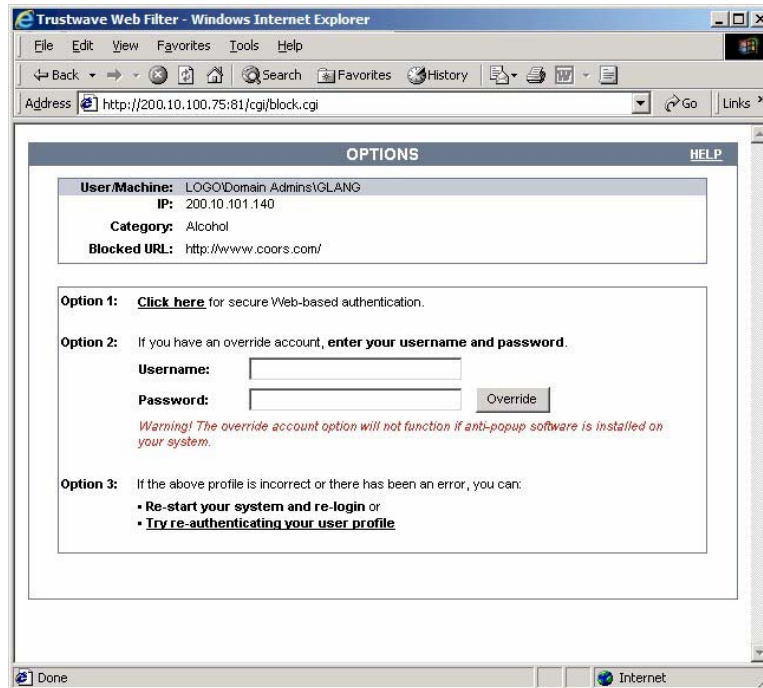 Trustwave Web Filter - Windows Internet Explorer
File Edit View Favorites Tools Help
Back Search Favorites History
Address http://200.10.100.75:81/cgi/block.cgi Go Links »
OPTIONS HELP
User/Machine: LOGO\Domain Admins\GLANG
IP: 200.10.101.140
Category: Alcohol
Blocked URL: http://www.coors.com/
Option 1: Click here for secure Web-based authentication.
Option 2: If you have an override account, enter your username and password.
Username:
Password: Override
Warning! The override account option will not function if anti-popup software is installed on
your system.
Option 3: If the above profile is incorrect or there has been an error, you can:
▪ Re-start your system and re-login or
▪ Try re-authenticating your user profile
Done Internet